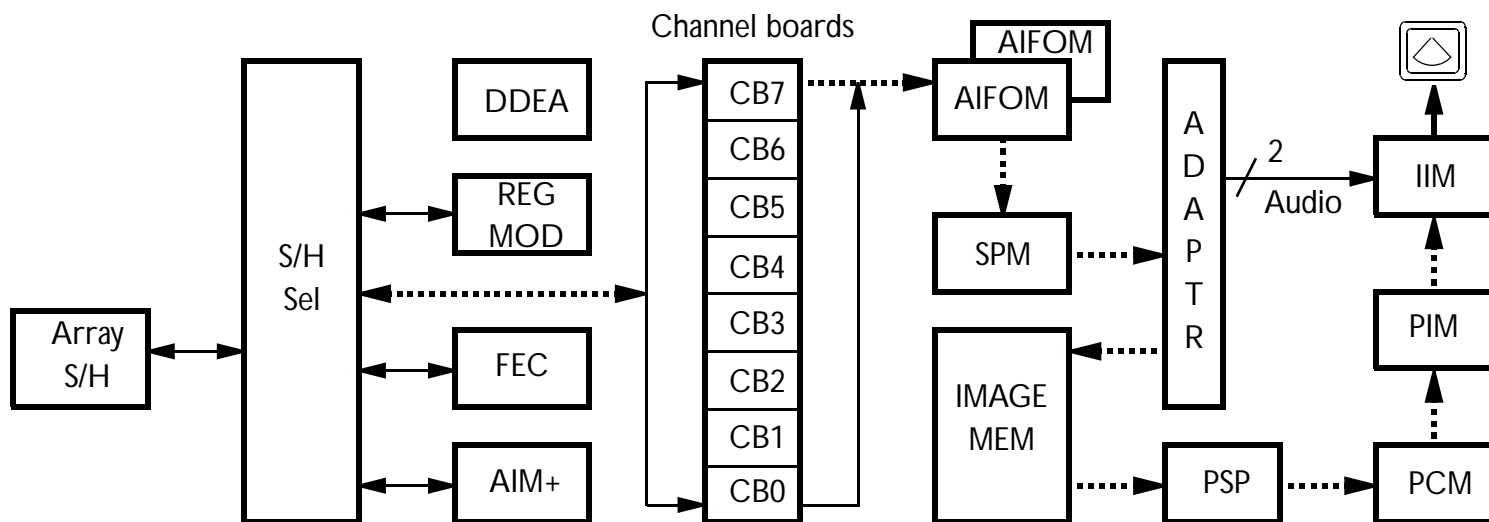 Channel boards
Array
S/H
S/H
Sel
DDEA
REG
MOD
FEC
AIM+
CB7
CB6
CB5
CB4
CB3
CB2
CB1
CB0
AIFOM
AIFOM
SPM
IMAGE
MEM
A
D
A
P
T
R
2
Audio
PSP
IIM
PIM
PCM